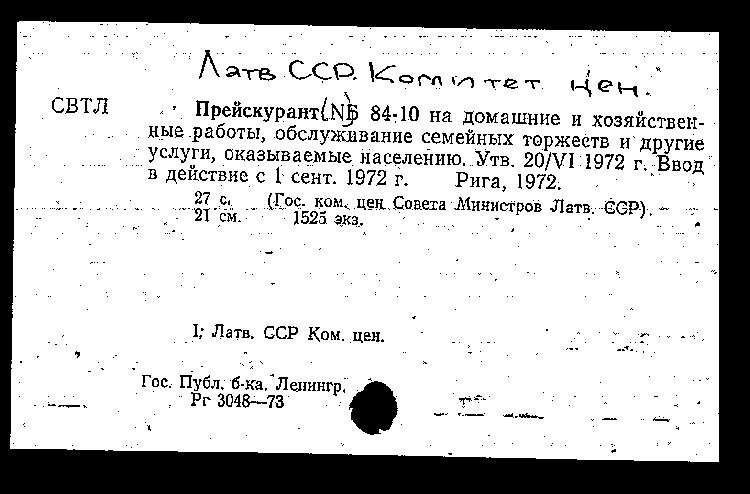 Латв ССР. Комитет цен.
СВТЛ Прейскурант (№) 84-10 на домашние и хозяйствен-
ные работы, обслуживание семейных торжеств и другие
услуги, оказываемые населению. Утв. 20/VI 1972 г. Ввод
в действие с 1 сент. 1972 г. Рига, 1972.
27 с. (Гос. ком. цен Совета Министров Латв. ССР).
21 см. 1525 экз.
I; Латв. ССР Ком. цен.
Гос. Публ. б-ка, Ленингр.
Рг 3048—73